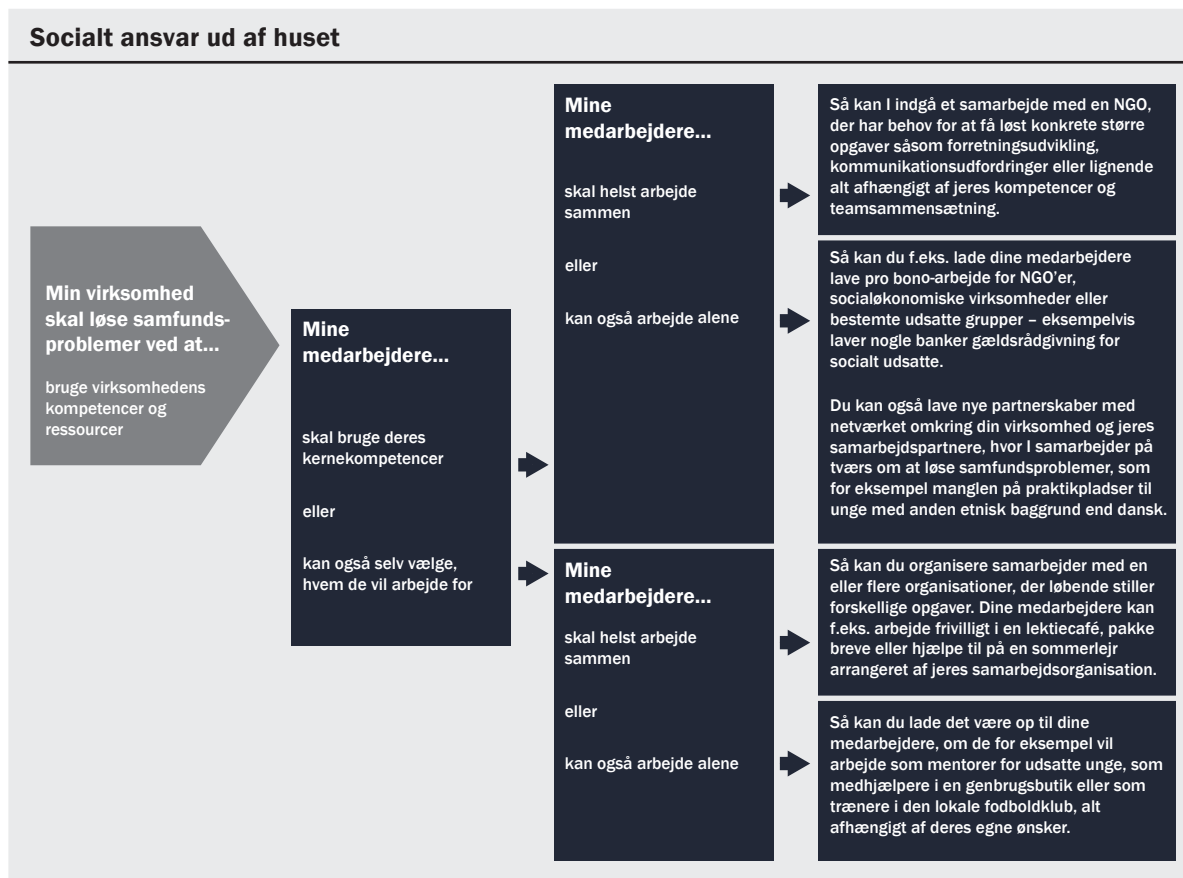 Socialt ansvar ud af huset
Min virksomhed
skal løse samfunds-
problemer ved at...
bruge virksomhedens
kompetencer og
ressourcer
Mine
medarbejdere...
skal bruge deres
kernekompetencer
eller
kan også selv vælge,
hvem de vil arbejde for
Mine
medarbejdere...
skal helst arbejde
sammen
eller
kan også arbejde alene
Så kan I indgå et samarbejde med en NGO,
der har behov for at få løst konkrete større
opgaver såsom forretningsudvikling,
kommunikationsudfordringer eller lignende
alt afhængigt af jeres kompetencer og
teamsammensætning.
Så kan du f.eks. lade dine medarbejdere
lave pro bono-arbejde for NGO'er,
socialøkonomiske virksomheder eller
bestemte udsatte grupper – eksempelvis
laver nogle banker gældsrådgivning for
socialt udsatte.
Du kan også lave nye partnerskaber med
netværket omkring din virksomhed og jeres
samarbejdspartnere, hvor I samarbejder på
tværs om at løse samfundsproblemer, som
for eksempel manglen på praktikpladser til
unge med anden etnisk baggrund end dansk.
Mine
medarbejdere...
skal helst arbejde
sammen
eller
kan også arbejde alene
Så kan du organisere samarbejder med en
eller flere organisationer, der løbende stiller
forskellige opgaver. Dine medarbejdere kan
f.eks. arbejde frivilligt i en lektiecafé, pakke
breve eller hjælpe til på en sommerlejr
arrangeret af jeres samarbejdsorganisation.
Så kan du lade det være op til dine
medarbejdere, om de for eksempel vil
arbejde som mentorer for udsatte unge, som
medhjælpere i en genbrugsbutik eller som
trænere i den lokale fodboldklub, alt
afhængigt af deres egne ønsker.